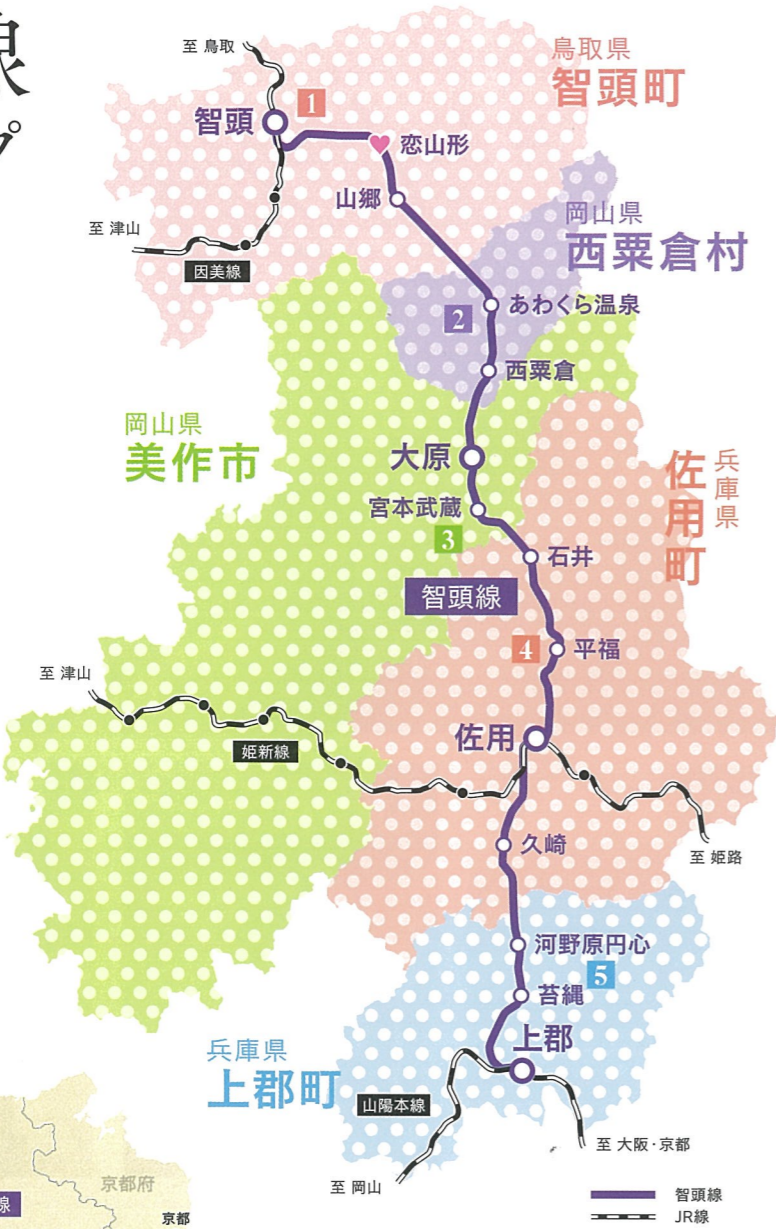 線
プ
至 鳥取
鳥取県
智頭町
智頭
1
恋山形
山郷
至 津山
因美線
岡山県
西粟倉村
2
あわくら温泉
西粟倉
岡山県
美作市
大原
兵庫県
佐用町
宮本武蔵
3
石井
智頭線
4
平福
至 津山
佐用
姫新線
久崎
至 姫路
河野原円心
5
苔縄
兵庫県
上郡町
上郡
山陽本線
至 大阪・京都
至 岡山
京都府
線
京都
智頭線
JR線